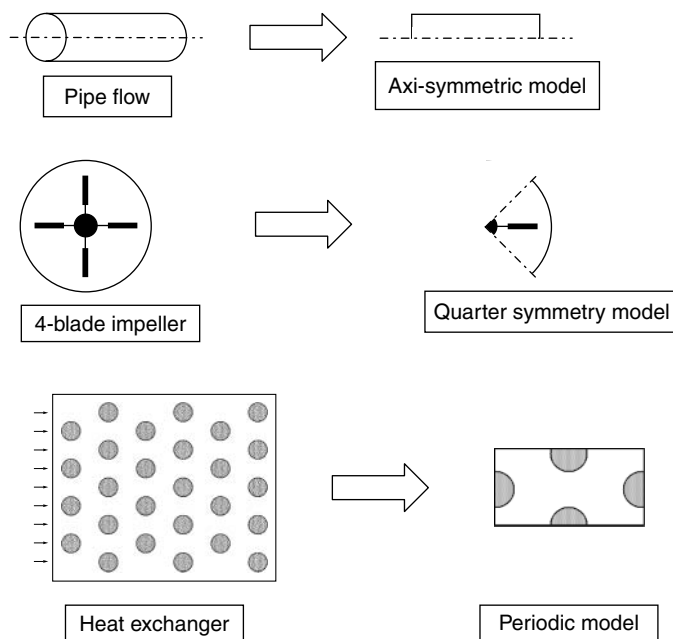 Pipe flow
Axi-symmetric model
4-blade impeller
Quarter symmetry model
Heat exchanger
Periodic model